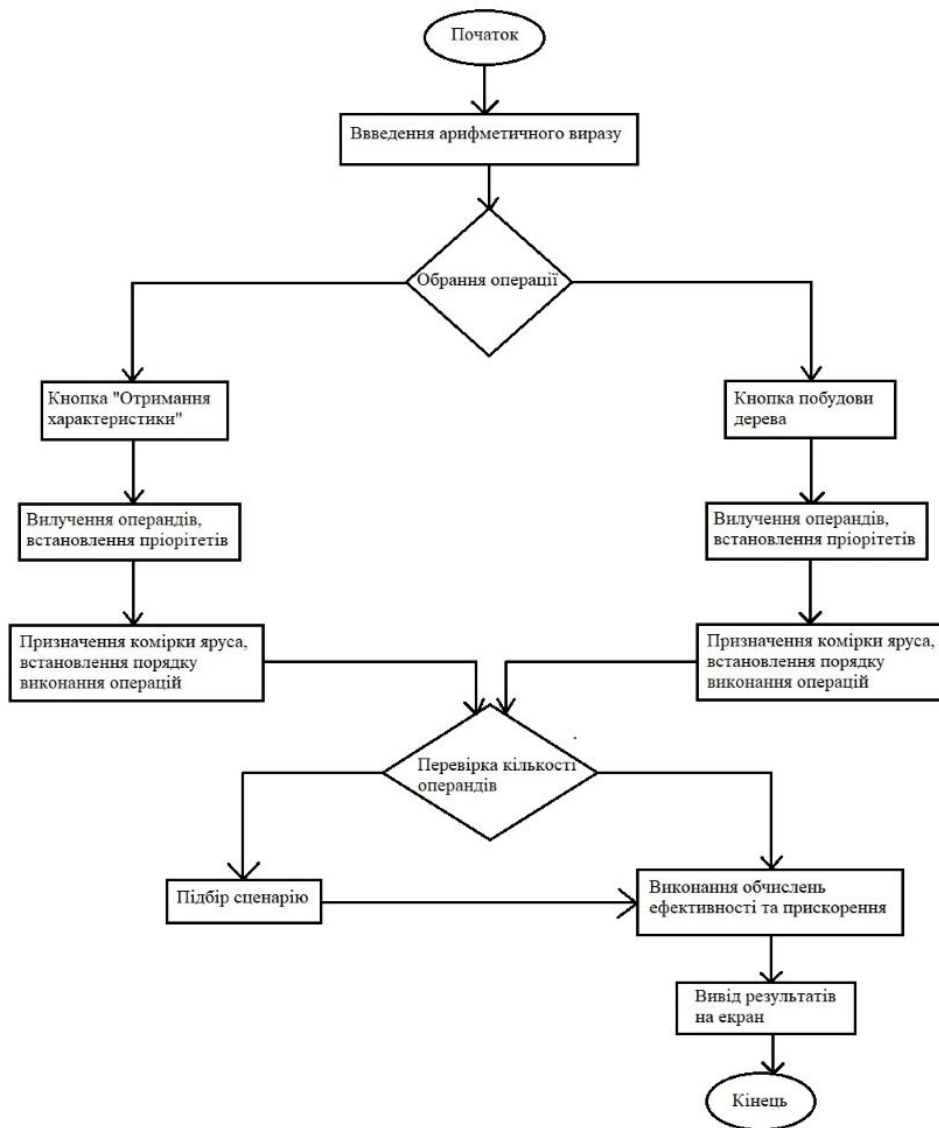 Початок
Ввведення арифметичного виразу
Обрання операції
Кнопка "Отримання
характеристики"
Кнопка побудови
дерева
Вилучення операндів,
встановлення пріорітетів
Вилучення операндів,
встановлення пріорітетів
Призначення комірки яруса,
встановлення порядку
виконання операцій
Призначення комірки яруса,
встановлення порядку
виконання операцій
Перевірка кількості
операндів
Підбір сценарію
Виконання обчислень
ефективності та прискорення
Вивід результатів
на екран
Кінець